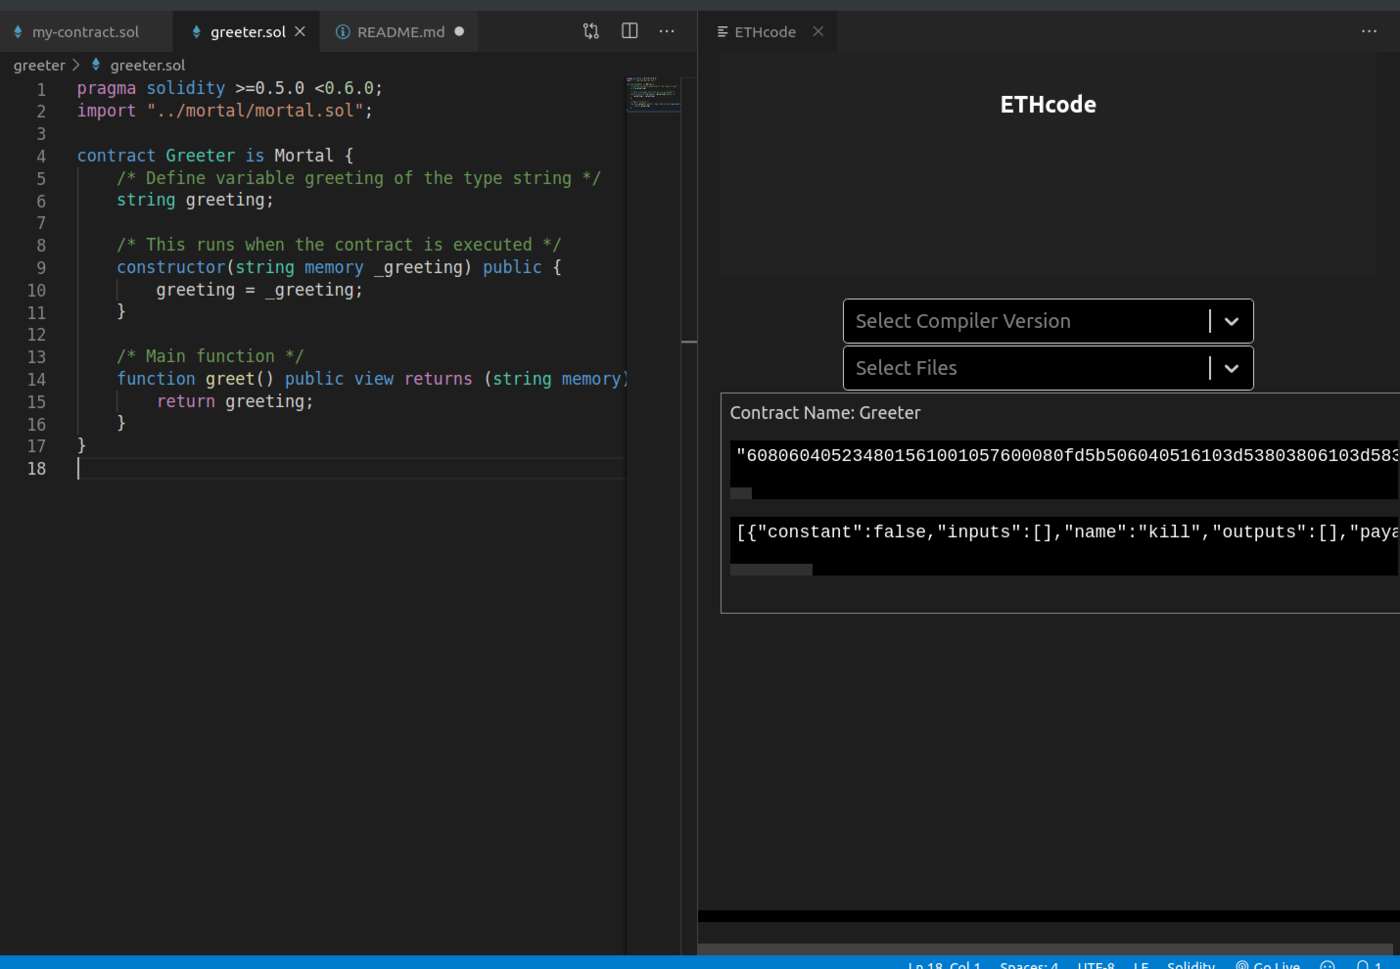 my-contract.sol
greeter.sol
README.md
ETHcode
greeter > greeter.sol
1 pragma solidity >=0.5.0 <0.6.0;
2 import "../mortal/mortal.sol";
3
4 contract Greeter is Mortal {
5 /* Define variable greeting of the type string */
6 string greeting;
7
8 /* This runs when the contract is executed */
9 constructor(string memory _greeting) public {
10 greeting = _greeting;
11 }
12
13 /* Main function */
14 function greet() public view returns (string memory)
15 return greeting;
16 }
17 }
18
ETHcode
Select Compiler Version
Select Files
Contract Name: Greeter
"608060405234801561001057600080fd5b506040516103d53803806103d583
[{"constant":false,"inputs":[],"name":"kill","outputs":[],"paya
Ln 18, Col 1 Spaces: 4 UTF-8 LF Solidity Go Live 1